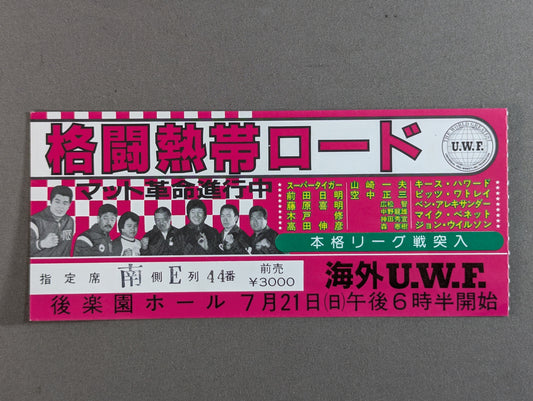 格闘熱帯ロード
U.W.F.
マット革命進行中
スーパータイガー
前田日明
藤原喜明
木戸修
高田伸彦
山崎一夫
空中正三
広松智
中野龍雄
神田秀宣
森泰樹
キース・ハワード
ピッツ・ワトレイ
ベン・アレキサンダー
マイク・ベネット
ジョン・ウイルソン
本格リーグ戦突入
指定席 南側E列44番 前売 ¥3000
海外U.W.F.
後楽園ホール 7月21日(日)午後6時半開始